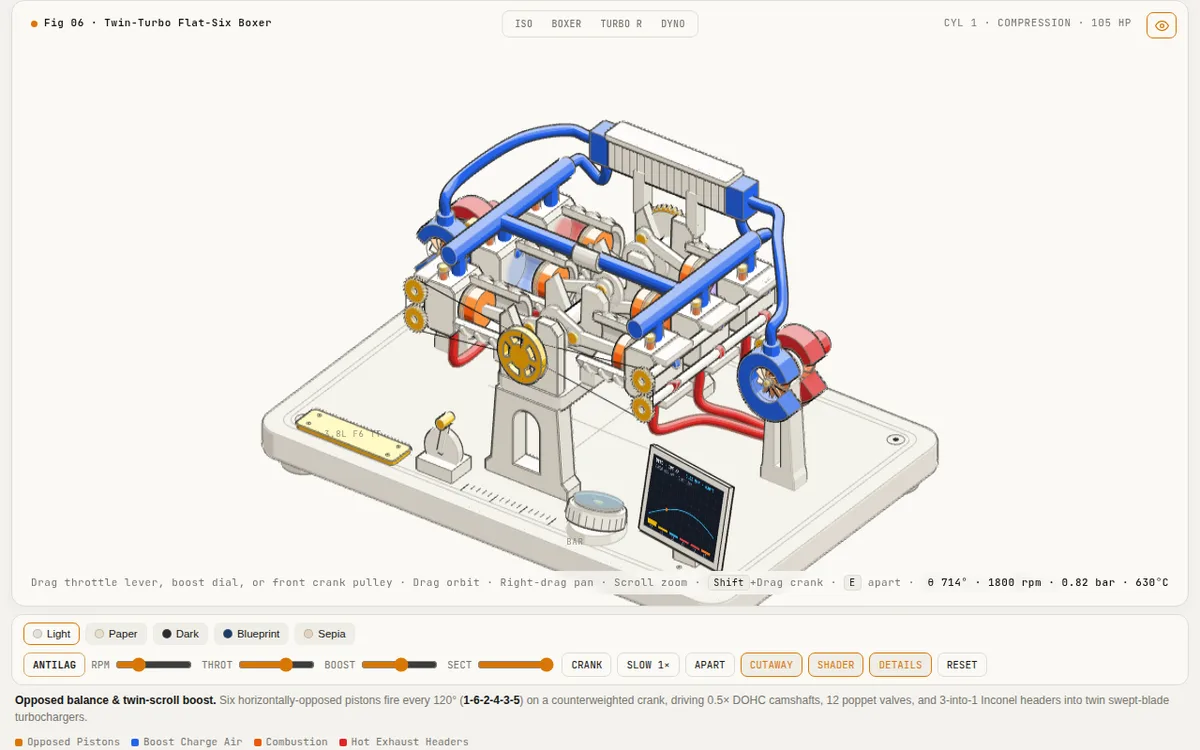 Fig 06 · Twin-Turbo Flat-Six Boxer
ISO BOXER TURBO R DYNO
CYL 1 · COMPRESSION · 105 HP
3.8L F6 TT
BAR
Drag throttle lever, boost dial, or front crank pulley · Drag orbit · Right-drag pan · Scroll zoom · Shift +Drag crank · E apart · θ 714° · 1800 rpm · 0.82 bar · 630°C
Light Paper Dark Blueprint Sepia
ANTILAG RPM THROT BOOST SECT CRANK SLOW 1× APART CUTAWAY SHADER DETAILS RESET
Opposed balance & twin-scroll boost. Six horizontally-opposed pistons fire every 120° (1-6-2-4-3-5) on a counterweighted crank, driving 0.5× DOHC camshafts, 12 poppet valves, and 3-into-1 Inconel headers into twin swept-blade
turbochargers.
Opposed Pistons Boost Charge Air Combustion Hot Exhaust Headers